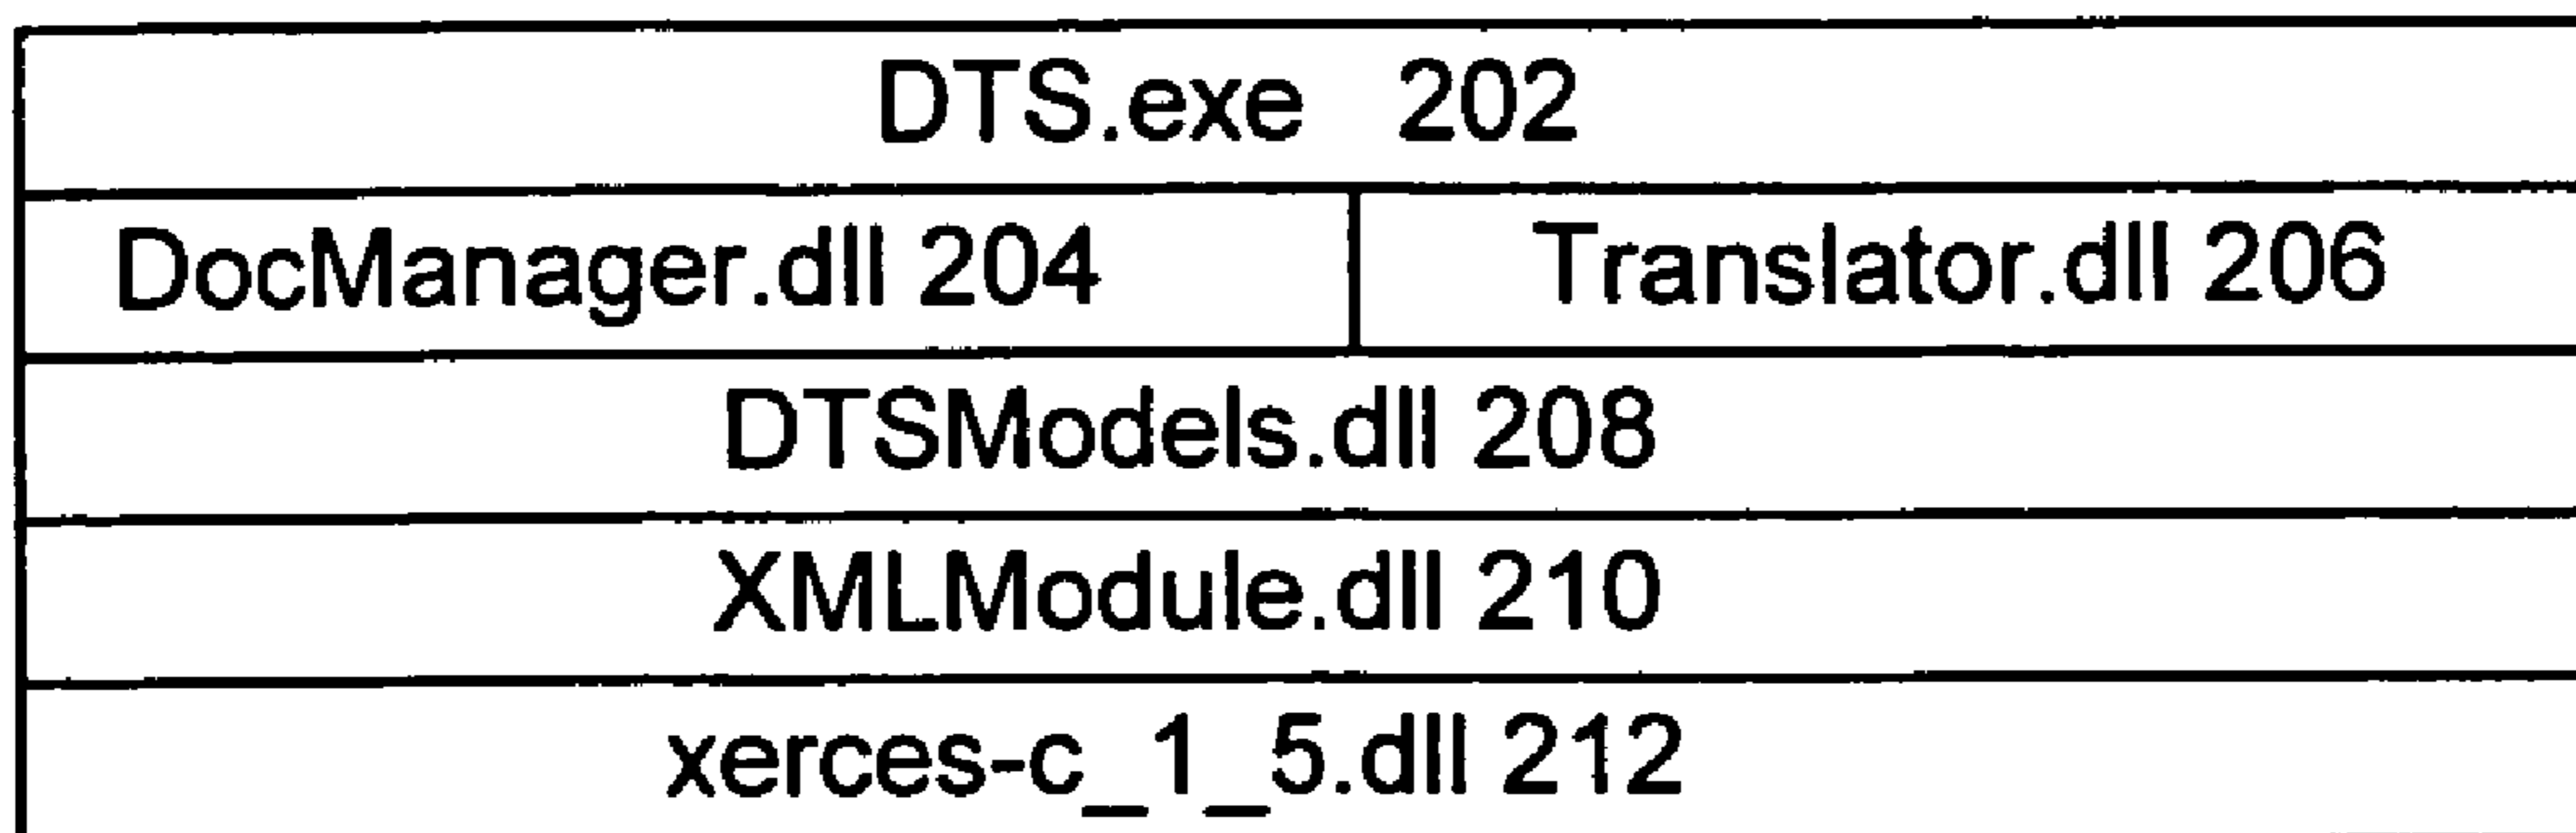 DTS.exe 202
DocManager.dll 204 Translator.dll 206
DTSModels.dll 208
XMLModule.dll 210
xerces-c_1_5.dll 212